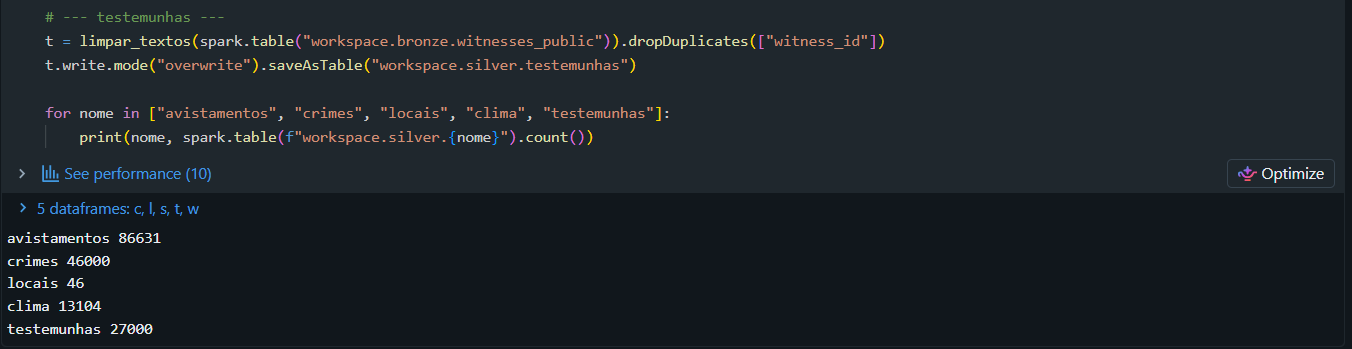 # --- testemunhas ---
t = limpar_textos(spark.table("workspace.bronze.witnesses_public")).dropDuplicates(["witness_id"])
t.write.mode("overwrite").saveAsTable("workspace.silver.testemunhas")
for nome in ["avistamentos", "crimes", "locais", "clima", "testemunhas"]:
    print(nome, spark.table(f"workspace.silver.{nome}").count())
See performance (10)
Optimize
5 dataframes: c, l, s, t, w
avistamentos 86631
crimes 46000
locais 46
clima 13104
testemunhas 27000